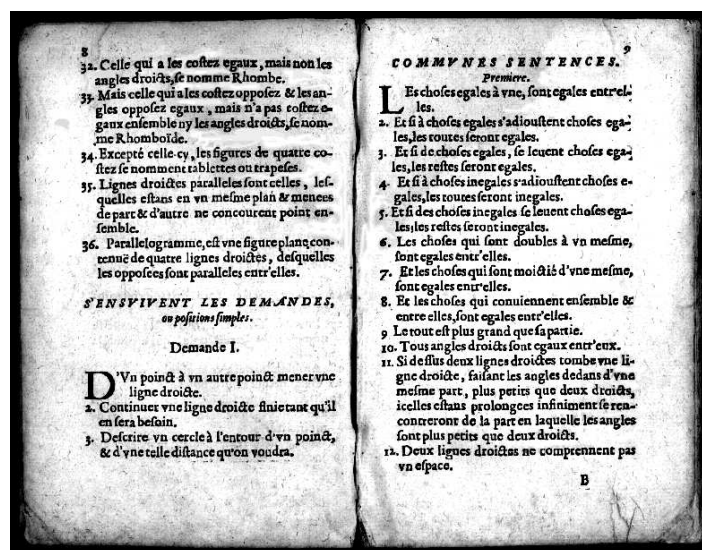 8
32. Celle qui a les costez egaux, mais non les
angles droicts, se nomme Rhombe.
33. Mais celle qui a les costez opposez & les an-
gles opposez egaux, mais n'a pas costez e-
gaux ensemble ny les angles droicts, se nom-
me Rhomboïde.
34. Excepté celle-cy, les figures de quatre co-
stez se nomment tablettes ou trapeses.
35. Lignes droictes paralleles sont celles, les-
quelles estans en vn mesme plan & menees
de part & d'autre ne concourent point en-
semble.
36. Parallelogramme, est vne figure plane, con-
tenuë de quatre lignes droictes, desquelles
les opposees sont paralleles entr'elles.
S'ENSVIVENT LES DEMANDES,
ou positions simples.
Demande I.
D'Vn poinct à vn autre poinct mener vne
ligne droicte.
2. Continuer vne ligne droicte finie tant qu'il
en sera besoin.
3. Descrire vn cercle à l'entour d'vn poinct,
& d'vne telle distance qu'on voudra.
9
COMMVNES SENTENCES.
Premiere.
LEs choses egales à vne, sont egales entr'el-
les.
2. Et si à choses egales s'adioustent choses ega-
les, les toutes seront egales.
3. Et si de choses egales, se leuent choses ega-
les, les restes seront egales.
4. Et si à choses inegales s'adioustent choses e-
gales, les toutes seront inegales.
5. Et si des choses inegales se leuent choses ega-
les, les restes seront inegales.
6. Les choses qui sont doubles à vn mesme,
sont egales entr'elles.
7. Et les choses qui sont moictié d'vne mesme,
sont egales entr'elles.
8. Et les choses qui conuiennent ensemble &
entre elles, sont egales entr'elles.
9 Le tout est plus grand que sa partie.
10. Tous angles droicts sont egaux entr'eux.
11. Si dessus deux lignes droictes tombe vne li-
gne droicte, faisant les angles dedans d'vne
mesme part, plus petits que deux droicts,
icelles estans prolongees infiniment se ren-
contreront de la part en laquelle les angles
sont plus petits que deux droicts.
12. Deux lignes droictes ne comprennent pas
vn espace.
B